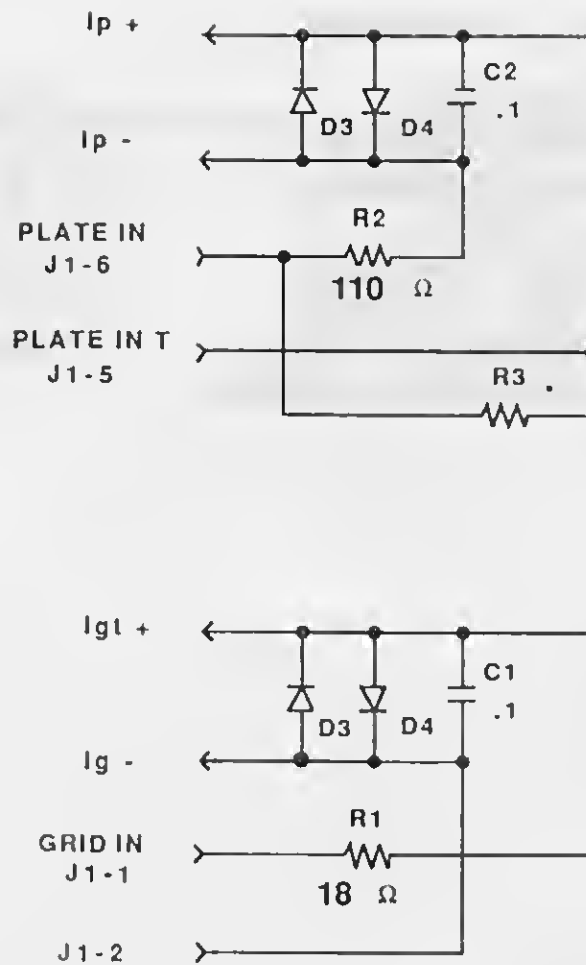 Ip +
C2
.1
D3
D4
Ip -
R2
PLATE IN
J1-6
110 Ω
PLATE IN T
J1-5
R3
Igl +
C1
.1
D3
D4
Ig -
R1
GRID IN
J1-1
18 Ω
J1-2